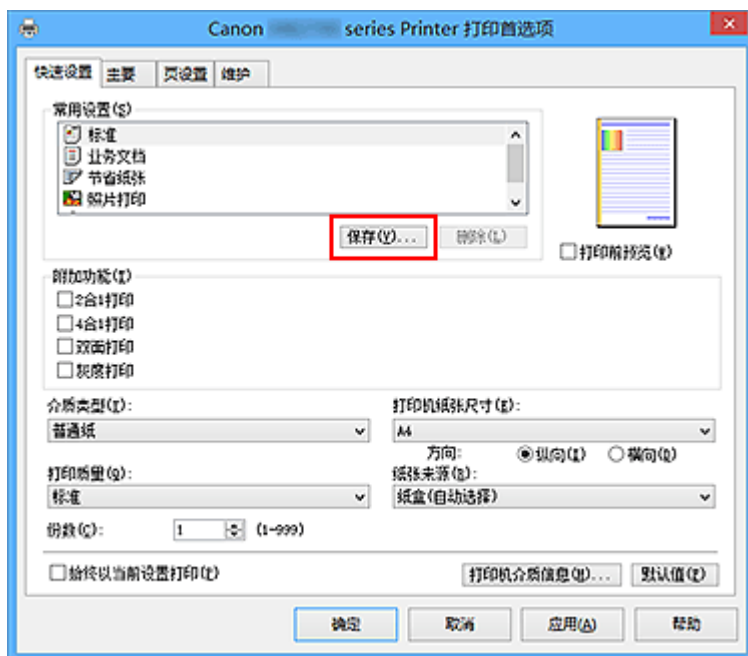 Canon series Printer 打印首选项
快速设置 主要 页设置 维护
常用设置(S)
标准
业务文档
节省纸张
照片打印
保存(V)... 删除(L)
打印前预览(W)
附加功能(I)
2合1打印
4合1打印
双面打印
灰度打印
介质类型(I): 打印机纸张尺寸(E):
普通纸 A4
方向: 纵向(I) 横向(Q)
打印质量(Q): 纸张来源(B):
标准 纸盒(自动选择)
份数(C): 1 (1-999)
始终以当前设置打印(T)
打印机介质信息(U)... 默认值(F)
确定 取消 应用(A) 帮助